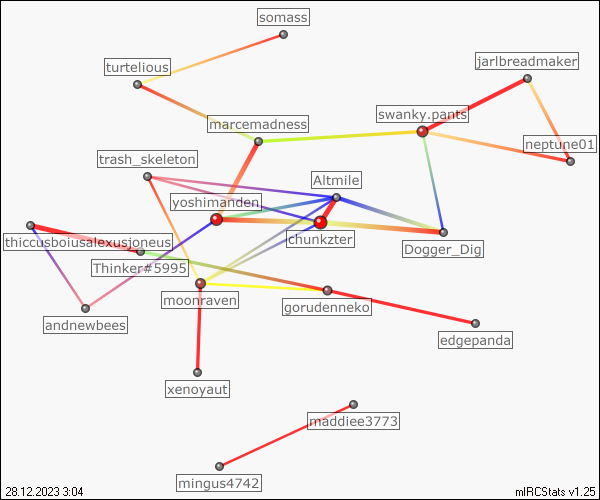 somass
turtelious
jarlbreadmaker
swanky.pants
marcemadness
neptune01
trash_skeleton
Altmile
yoshimanden
chunkzter
thiccusboiusalexusjoneus
Dogger_Dig
Thinker#5995
moonraven
gorudenneko
andnewbees
edgepanda
xenoyaut
maddiee3773
mingus4742
28.12.2023 3:04
mIRCStats v1.25